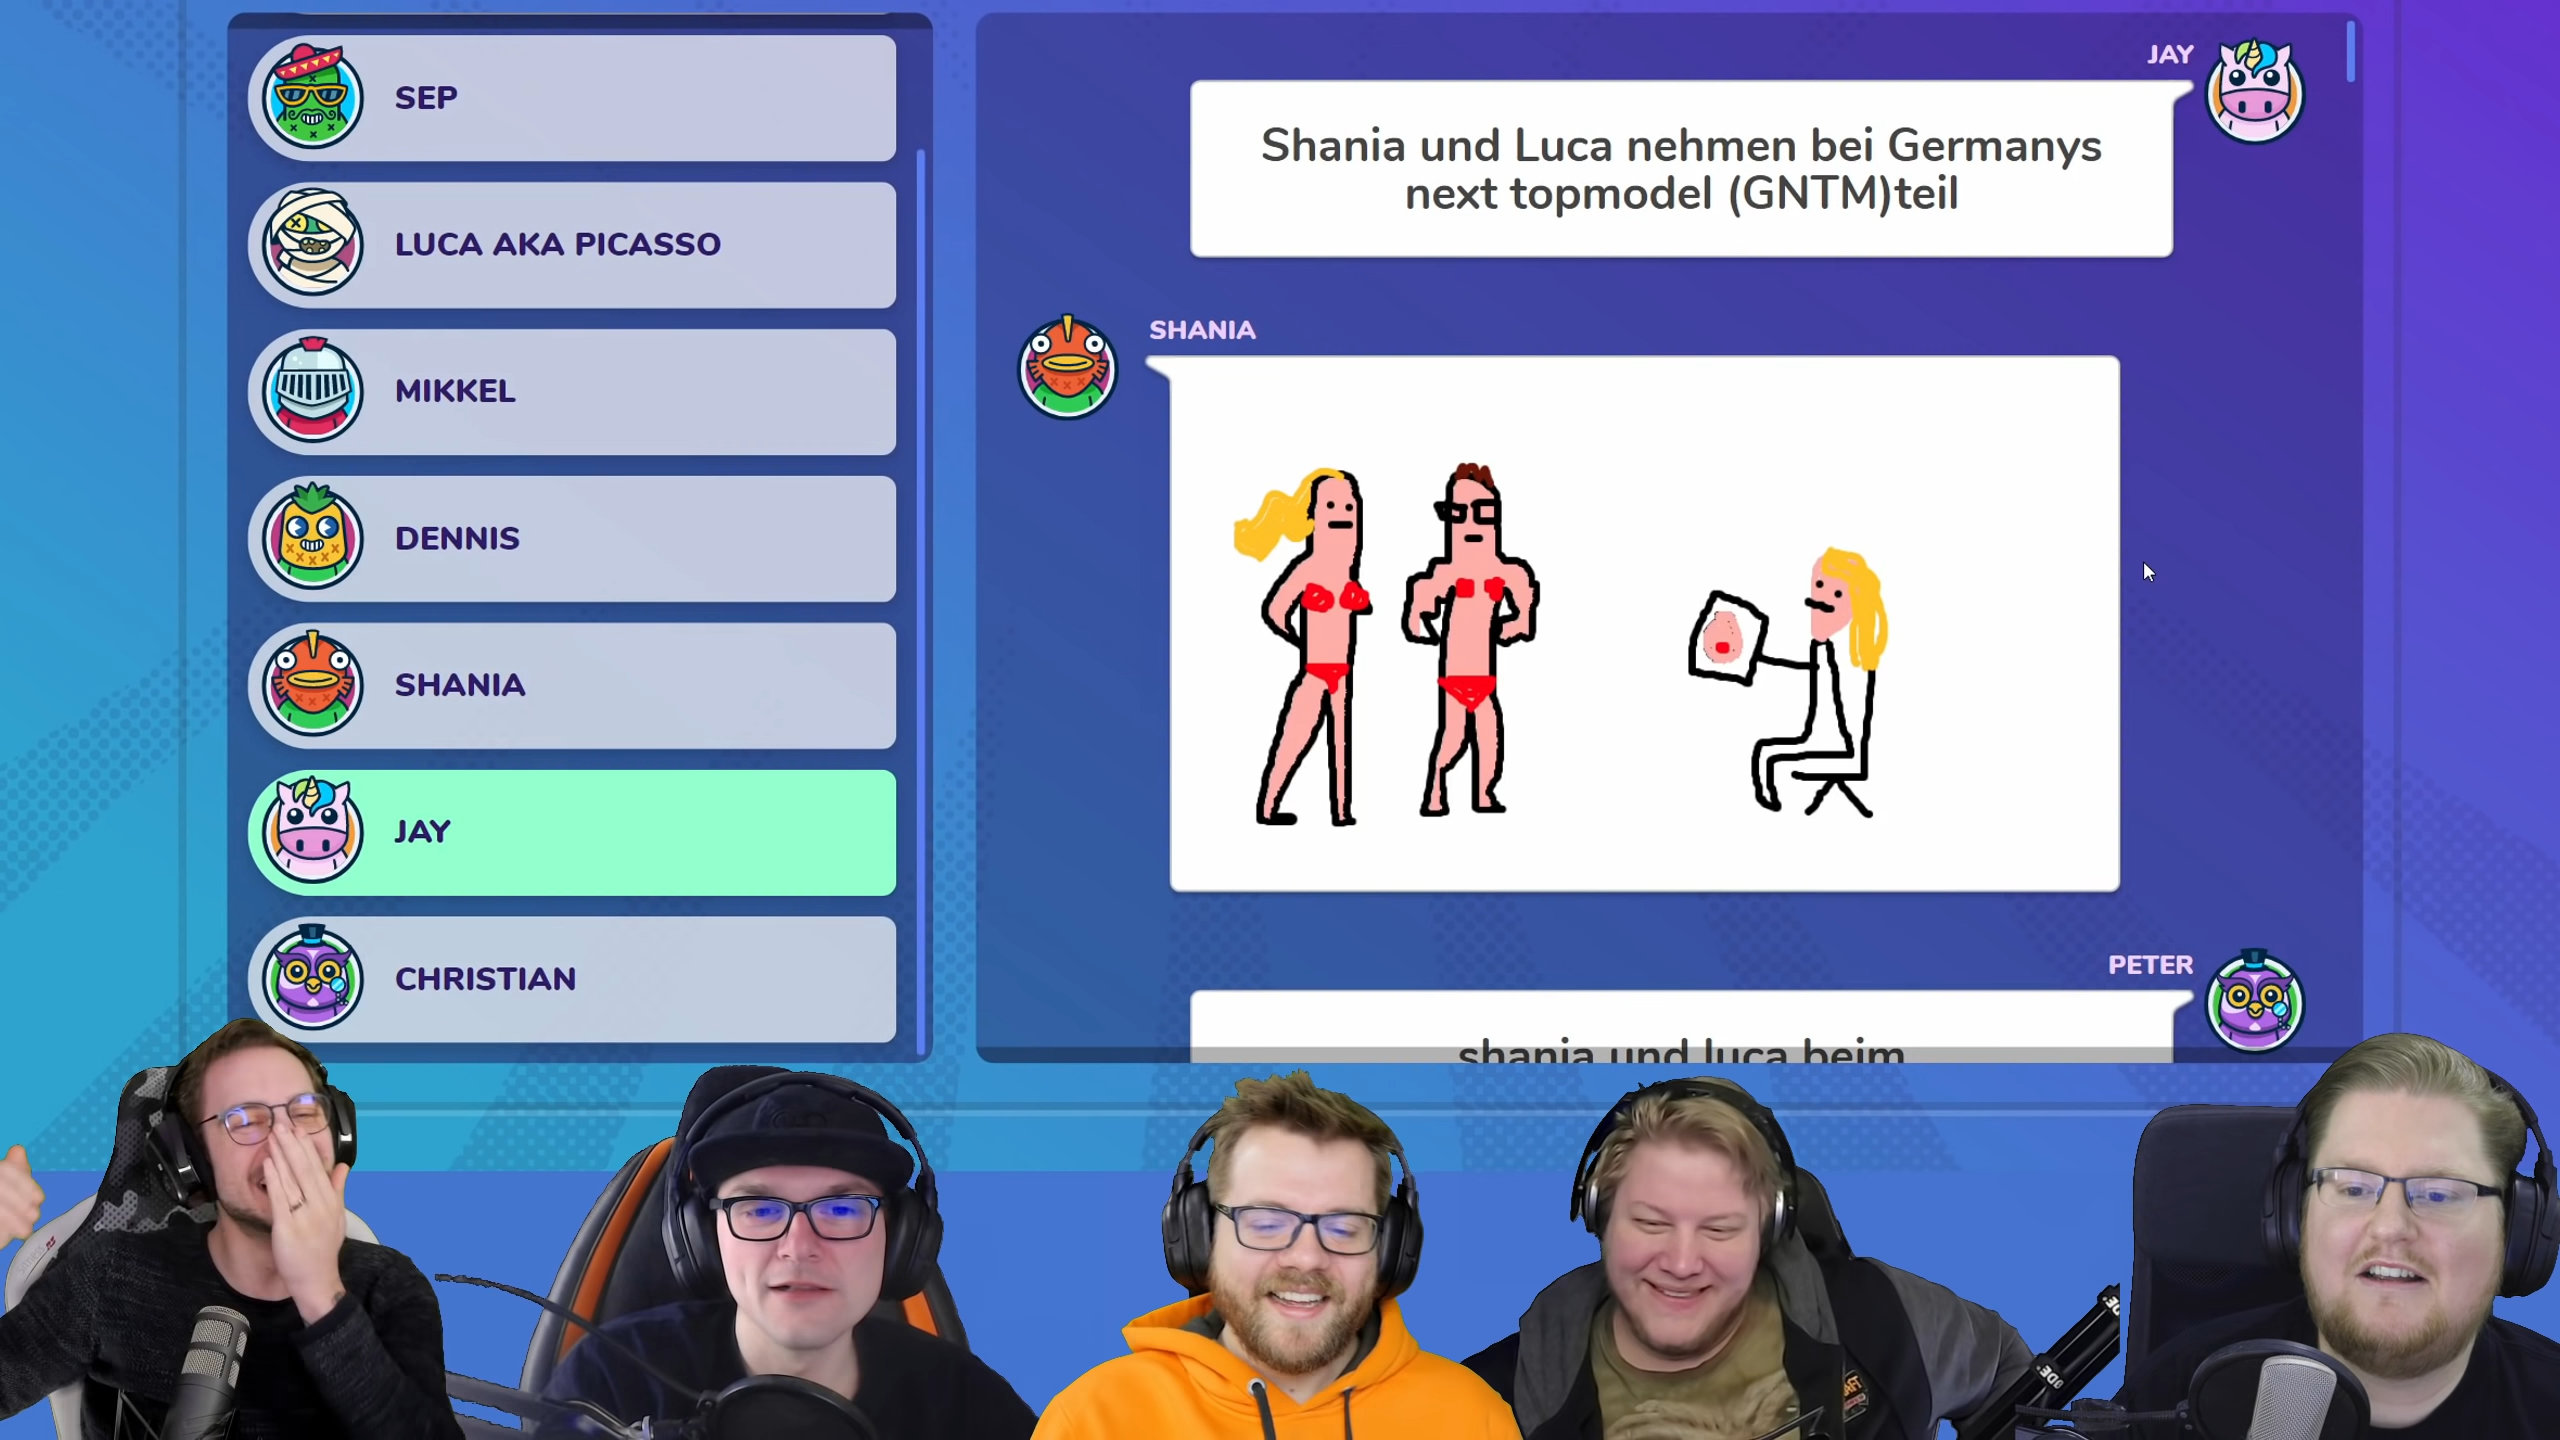 SEP
LUCA AKA PICASSO
MIKKEL
DENNIS
SHANIA
JAY
CHRISTIAN
JAY
Shania und Luca nehmen bei Germanys
next topmodel (GNTM)teil
SHANIA
PETER
shania und luca beim